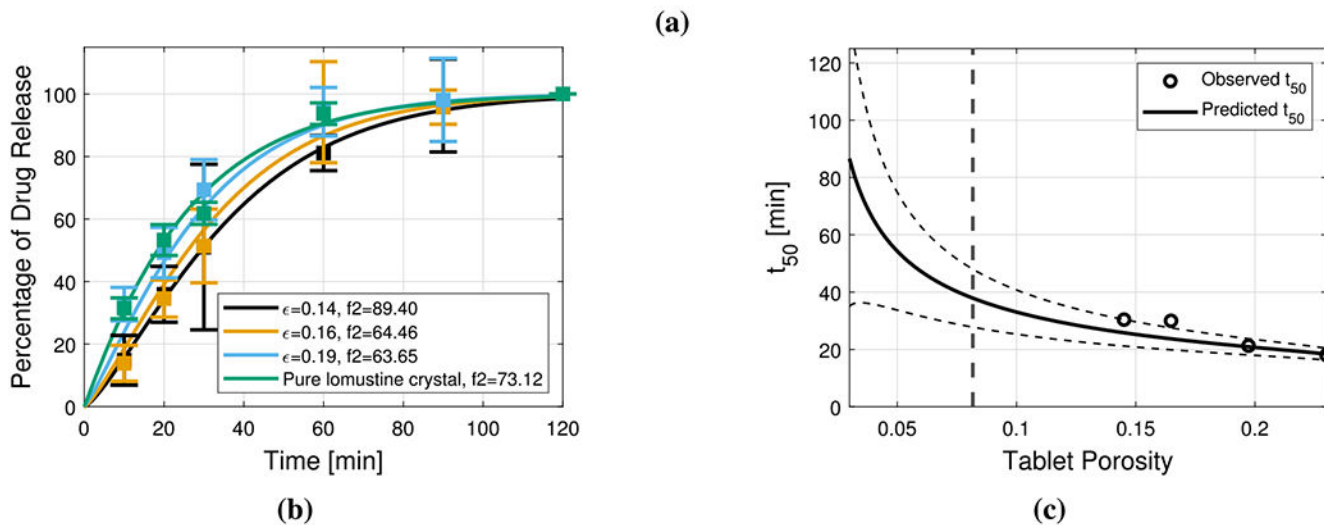 (a)
Percentage of Drug Release
100
80
60
40
20
0
ϵ=0.14, f2=89.40
ϵ=0.16, f2=64.46
ϵ=0.19, f2=63.65
Pure lomustine crystal, f2=73.12
0 20 40 60 80 100 120
Time [min]
(b)
t50 [min]
120
100
80
60
40
20
0
Observed t50
Predicted t50
0.05 0.1 0.15 0.2
Tablet Porosity
(c)